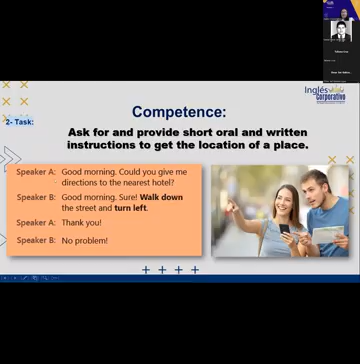 Inglés
Corporativo
2- Task:
Competence:
Ask for and provide short oral and written
instructions to get the location of a place.
Speaker A: Good morning. Could you give me
directions to the nearest hotel?
Speaker B: Good morning. Sure! Walk down
the street and turn left.
Speaker A: Thank you!
Speaker B: No problem!